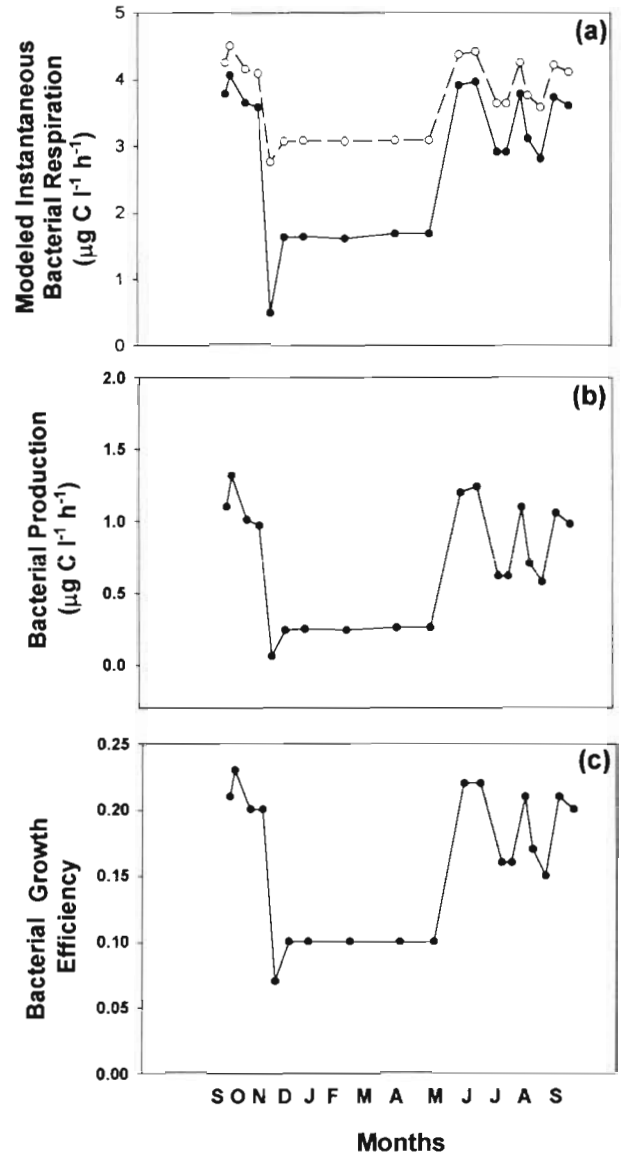 (a)
Modeled Instantaneous
Bacterial Respiration
(µg C l⁻¹ h⁻¹)
5
4
3
2
1
0
(b)
Bacterial Production
(µg C l⁻¹ h⁻¹)
2.0
1.5
1.0
0.5
0.0
(c)
Bacterial Growth
Efficiency
0.25
0.20
0.15
0.10
0.05
0.00
S O N D J F M A M J J A S
Months